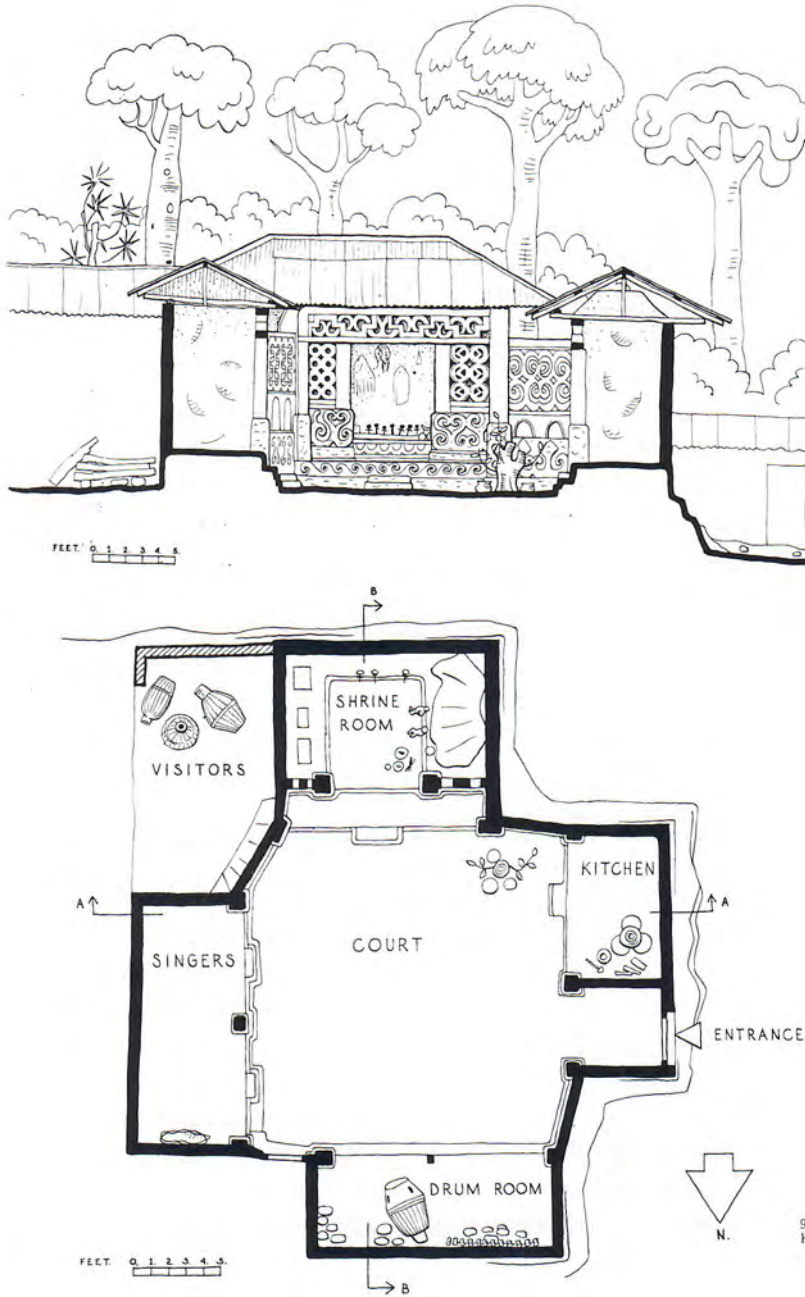 FEET. 0. 1. 2. 3. 4. 5.
B
SHRINE
ROOM
VISITORS
KITCHEN
A
A
SINGERS
COURT
ENTRANCE
DRUM ROOM
N.
FEET. 0. 1. 2. 3. 4. 5.
B